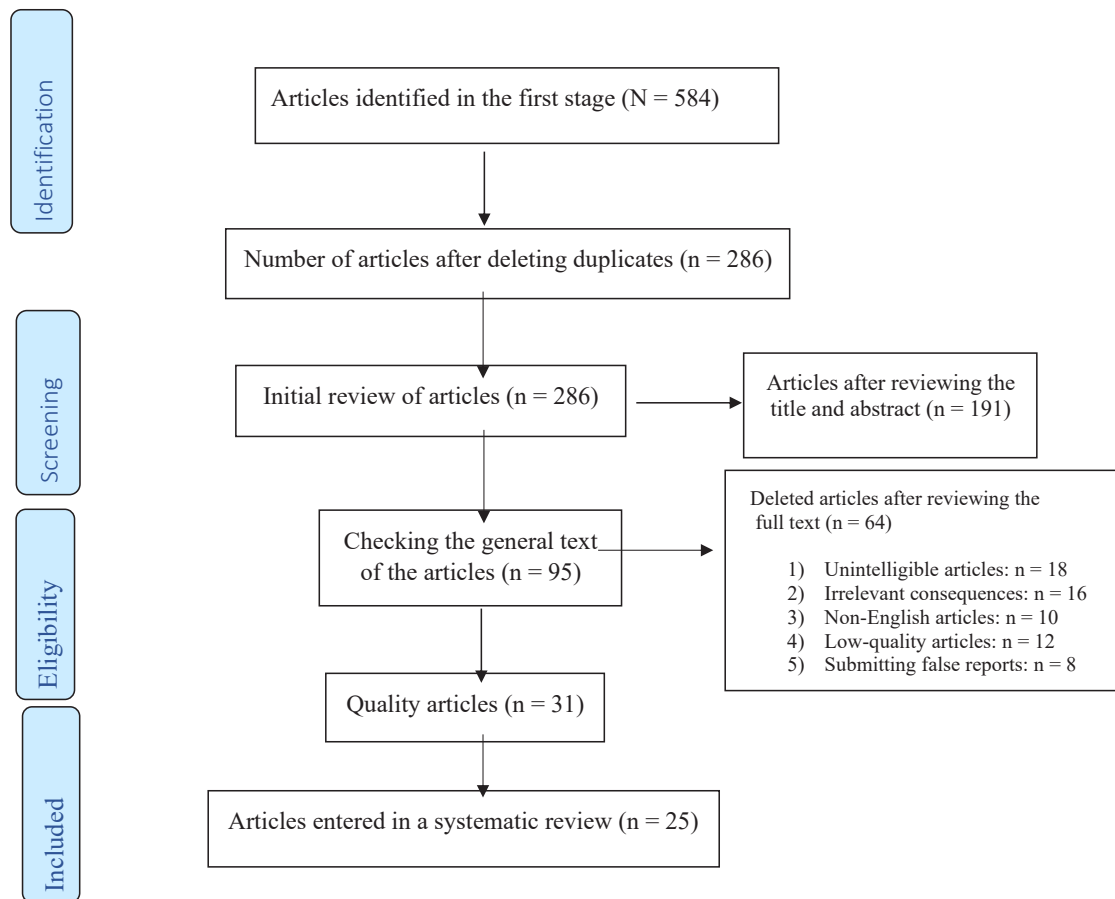 Identification
Articles identified in the first stage (N = 584)
Number of articles after deleting duplicates (n = 286)
Screening
Initial review of articles (n = 286)
Articles after reviewing the
title and abstract (n = 191)
Eligibility
Checking the general text
of the articles (n = 95)
Deleted articles after reviewing the
full text (n = 64)
1) Unintelligible articles: n = 18
2) Irrelevant consequences: n = 16
3) Non-English articles: n = 10
4) Low-quality articles: n = 12
5) Submitting false reports: n = 8
Quality articles (n = 31)
Included
Articles entered in a systematic review (n = 25)